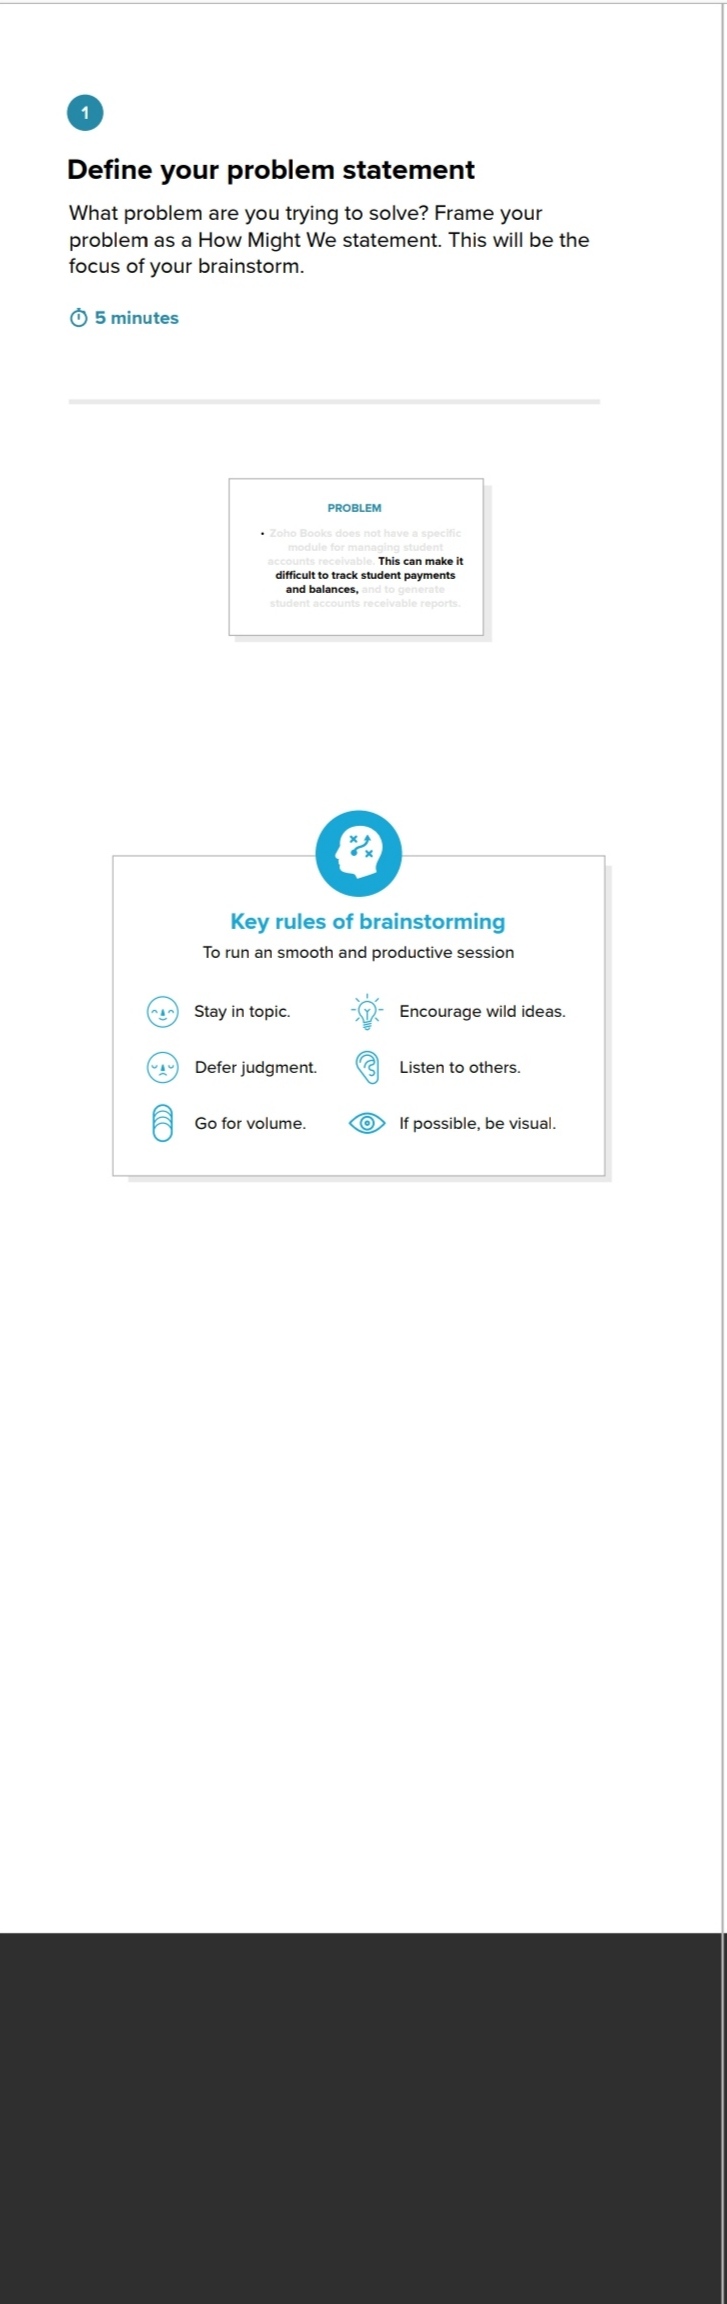 1
Define your problem statement
What problem are you trying to solve? Frame your
problem as a How Might We statement. This will be the
focus of your brainstorm.
5 minutes
PROBLEM
• Zoho Books does not have a specific
module for managing student
accounts receivable. This can make it
difficult to track student payments
and balances, and to generate
student accounts receivable reports.
Key rules of brainstorming
To run an smooth and productive session
Stay in topic. Encourage wild ideas.
Defer judgment. Listen to others.
Go for volume. If possible, be visual.